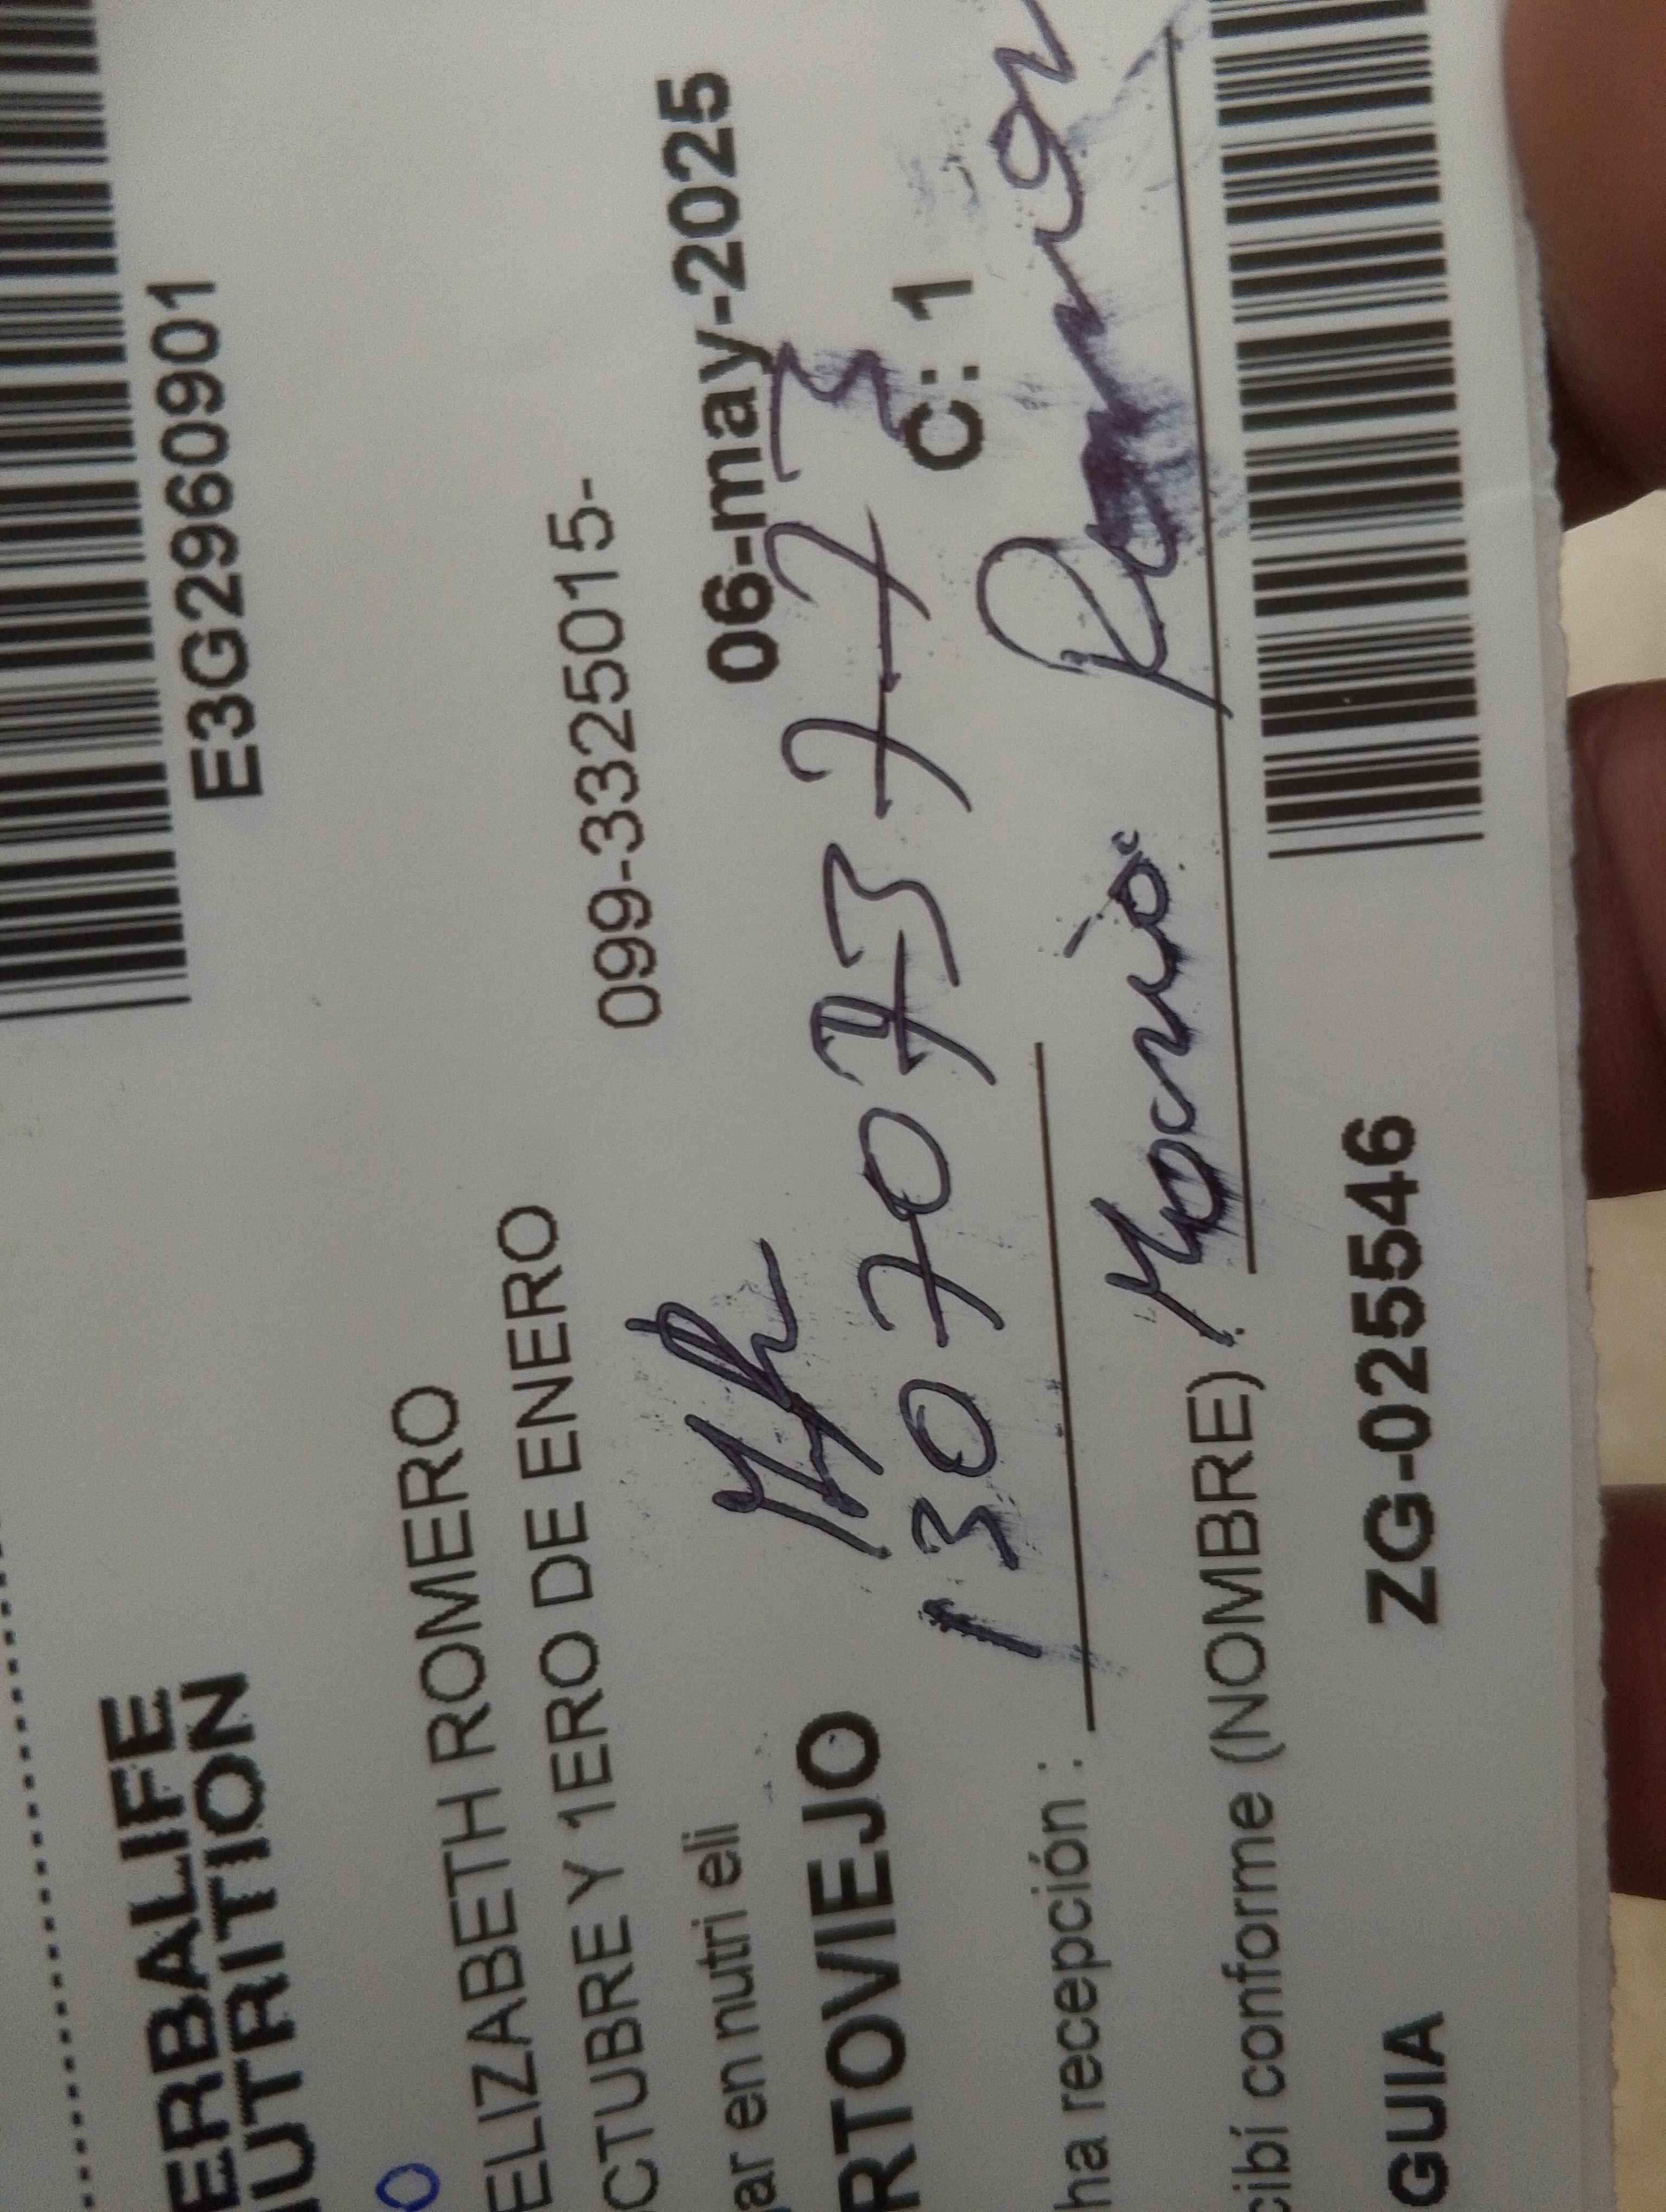 E3G2960901
ERBALIFE
UTRITION
ELIZABETH ROMERO
CTUBRE Y 1ERO DE ENERO
099-3325015-
ar en nutri eli
06-may-2025
RTOVIEJO
1307073773
C: 1
ha recepción :
cibí conforme (NOMBRE) :
GUIA
ZG-025546